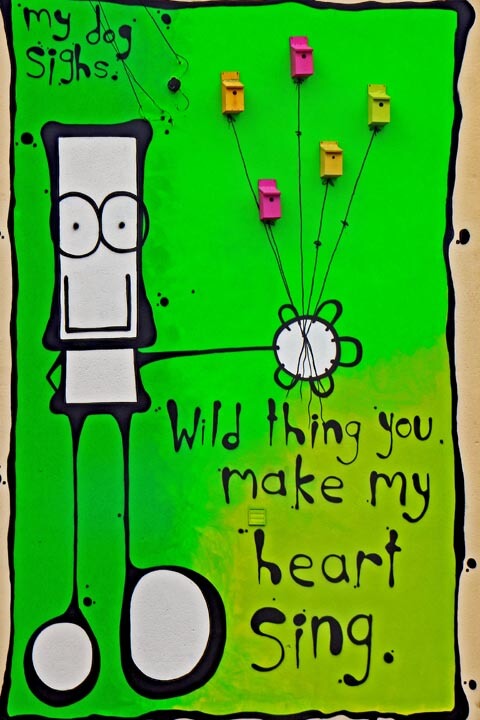 my dog
sighs.
Wild thing you.
make my
heart
sing.